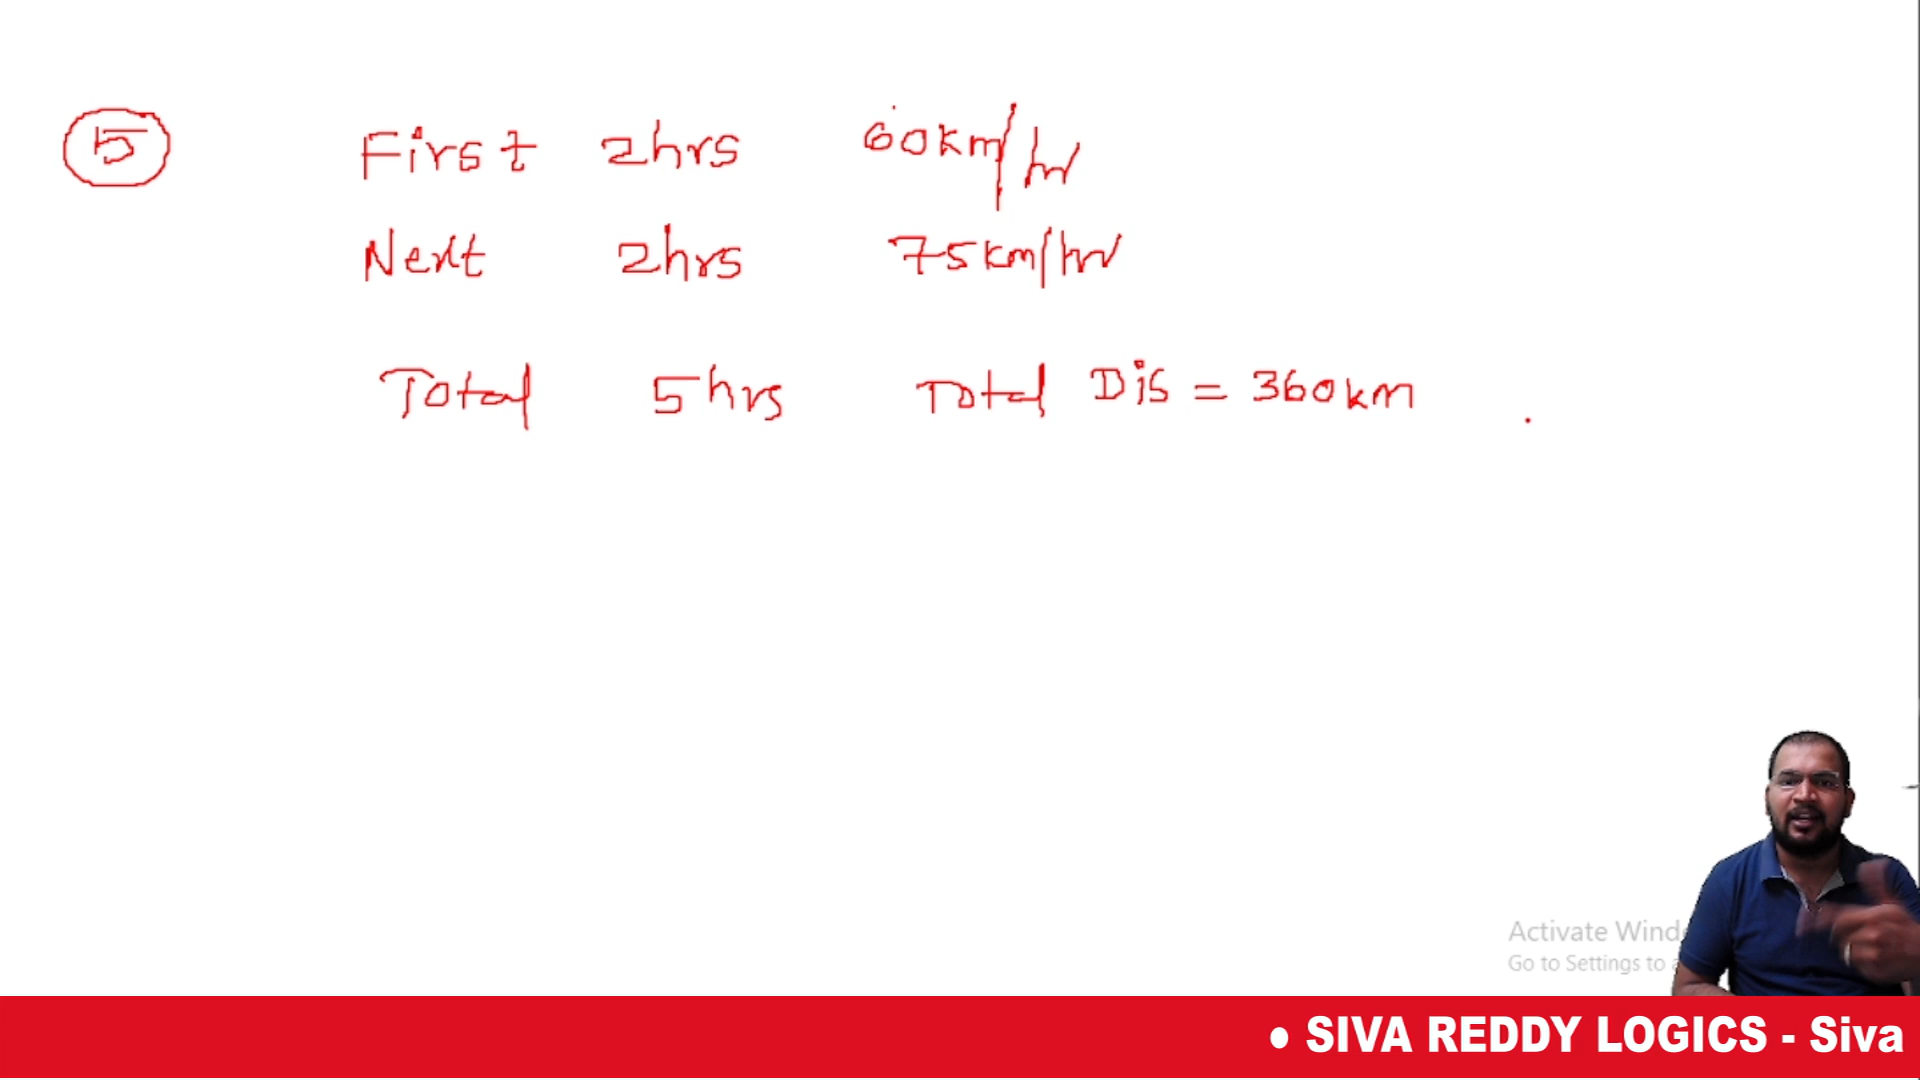 5 First 2hrs 60km/hr
Next 2hrs 75km/hr
Total 5hrs Total Dis = 360km
Activate Wind
Go to Settings to a
• SIVA REDDY LOGICS - Siva